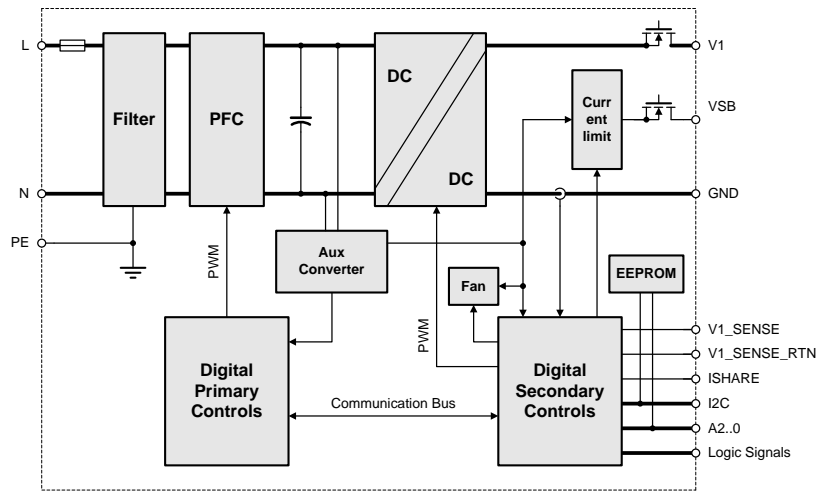 L
V1
DC
Curr
ent
limit
VSB
Filter
PFC
DC
N
GND
PE
PWM
Aux
Converter
EEPROM
Fan
PWM
Digital
Primary
Controls
Communication Bus
Digital
Secondary
Controls
V1_SENSE
V1_SENSE_RTN
ISHARE
I2C
A2..0
Logic Signals